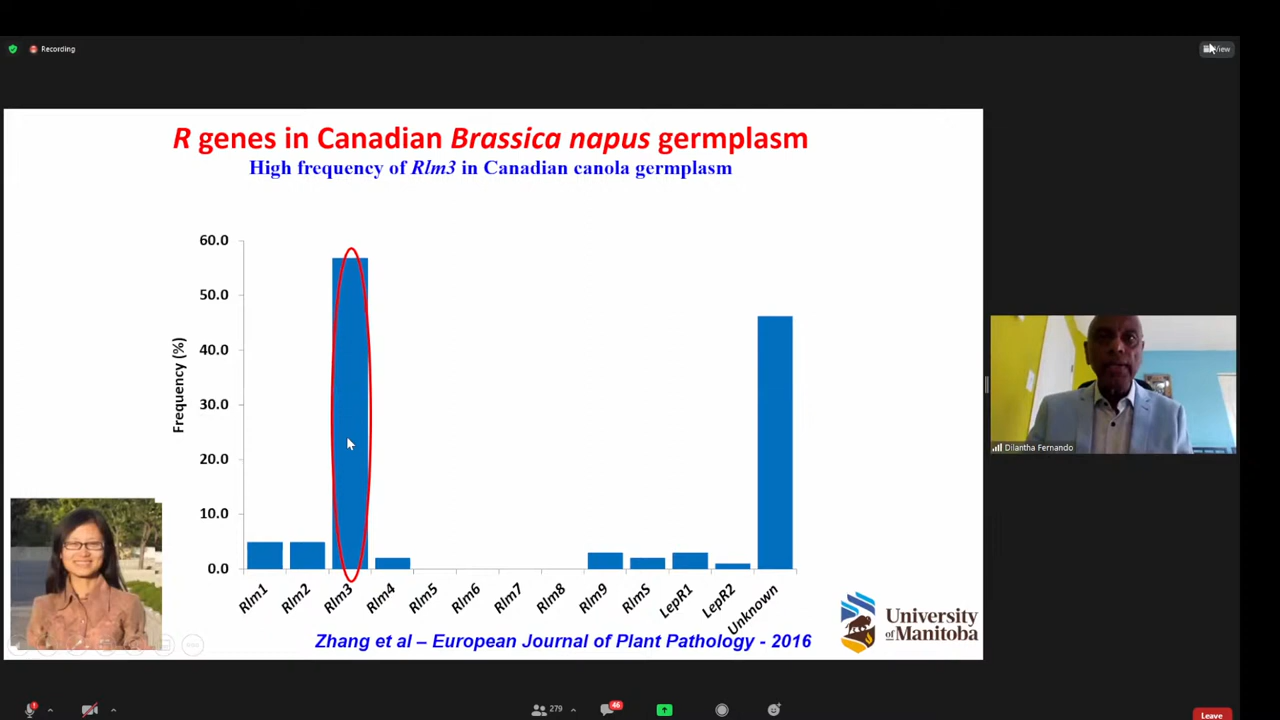 Recording
View
R genes in Canadian Brassica napus germplasm
High frequency of Rlm3 in Canadian canola germplasm
60.0
50.0
40.0
30.0
20.0
10.0
0.0
Frequency (%)
Rlm1
Rlm2
Rlm3
Rlm4
Rlm5
Rlm6
Rlm7
Rlm8
Rlm9
RlmS
LepR1
LepR2
Unknown
Zhang et al – European Journal of Plant Pathology - 2016
University
of Manitoba
Dilantha Fernando
279
46
Leave